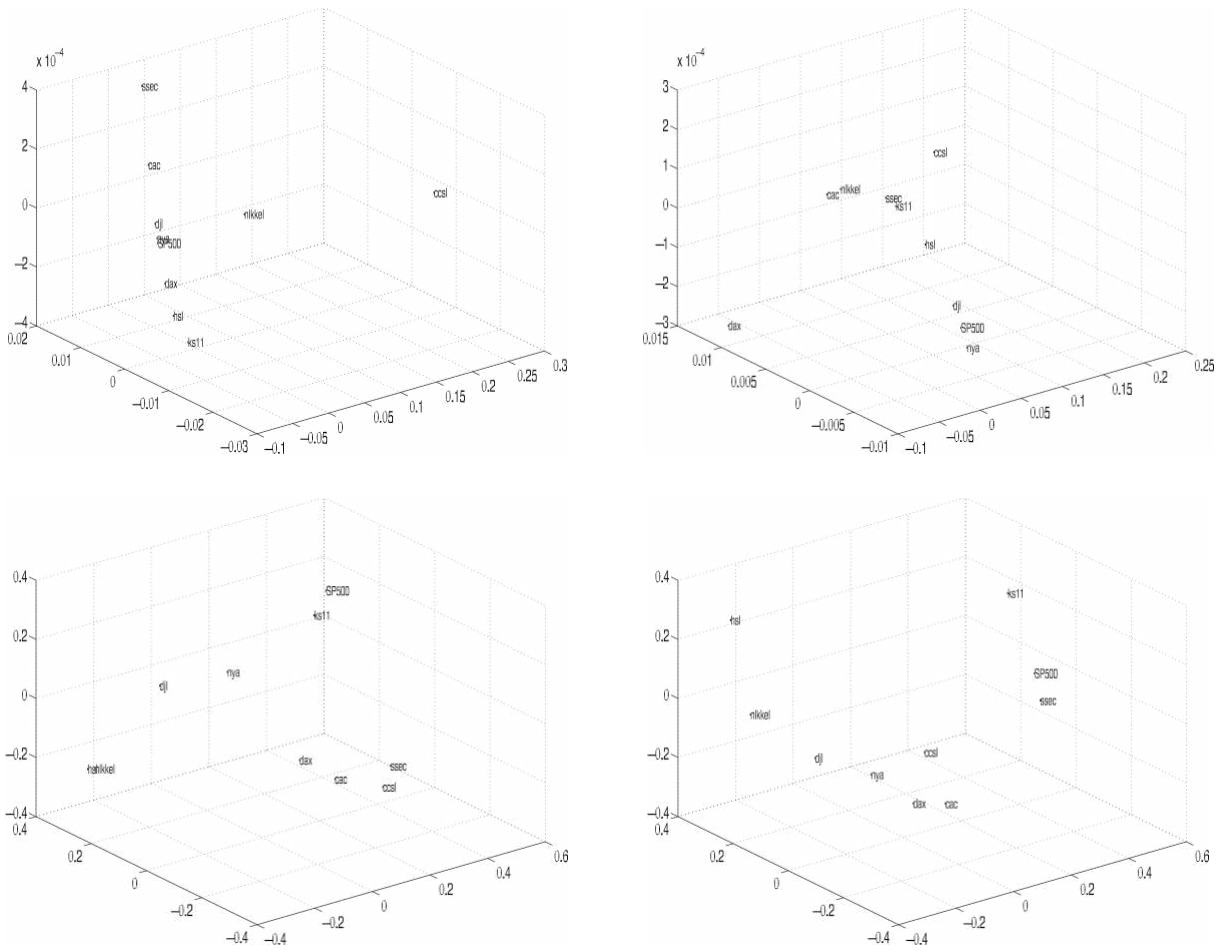 x 10⁻⁴
4
2
0
−2
−4
0.02
0.01
0
−0.01
−0.02
−0.03
−0.1
−0.05
0
0.05
0.1
0.15
0.2
0.25
0.3
ssec
cac
djI
SP500
nikkeI
ccsI
dax
hsI
ks11
x 10⁻⁴
3
2
1
0
−1
−2
−3
0.015
0.01
0.005
0
−0.005
−0.01
−0.1
−0.05
0
0.05
0.1
0.15
0.2
0.25
ccsI
cac
nikkeI
ssec
ks11
hsI
djI
SP500
nya
dax
0.4
0.2
0
−0.2
−0.4
0.4
0.2
0
−0.2
−0.4
−0.4
−0.2
0
0.2
0.4
0.6
SP500
ks11
nya
djI
nikkeI
dax
cac
ssec
ccsI
0.4
0.2
0
−0.2
−0.4
0.4
0.2
0
−0.2
−0.4
−0.4
−0.2
0
0.2
0.4
0.6
ks11
hsI
SP500
ssec
nikkeI
djI
nya
ccsI
dax
cac